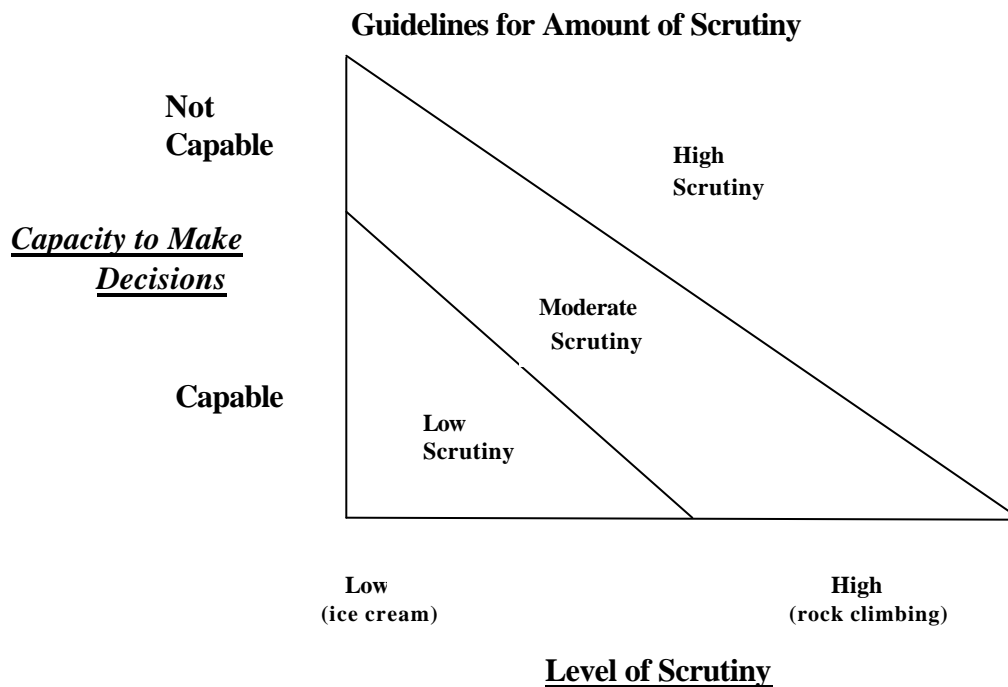 Guidelines for Amount of Scrutiny
Not
Capable
High
Scrutiny
Capacity to Make
Decisions
Moderate
Scrutiny
Capable
Low
Scrutiny
Low
(ice cream)
High
(rock climbing)
Level of Scrutiny